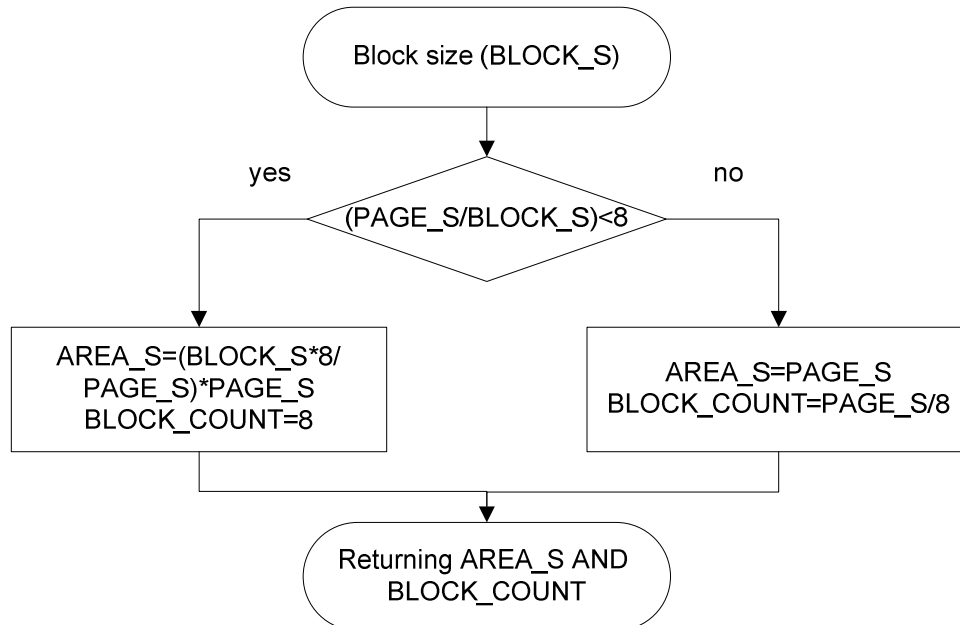 Block size (BLOCK_S)
yes
no
(PAGE_S/BLOCK_S)<8
AREA_S=(BLOCK_S*8/
PAGE_S)*PAGE_S
BLOCK_COUNT=8
AREA_S=PAGE_S
BLOCK_COUNT=PAGE_S/8
Returning AREA_S AND
BLOCK_COUNT